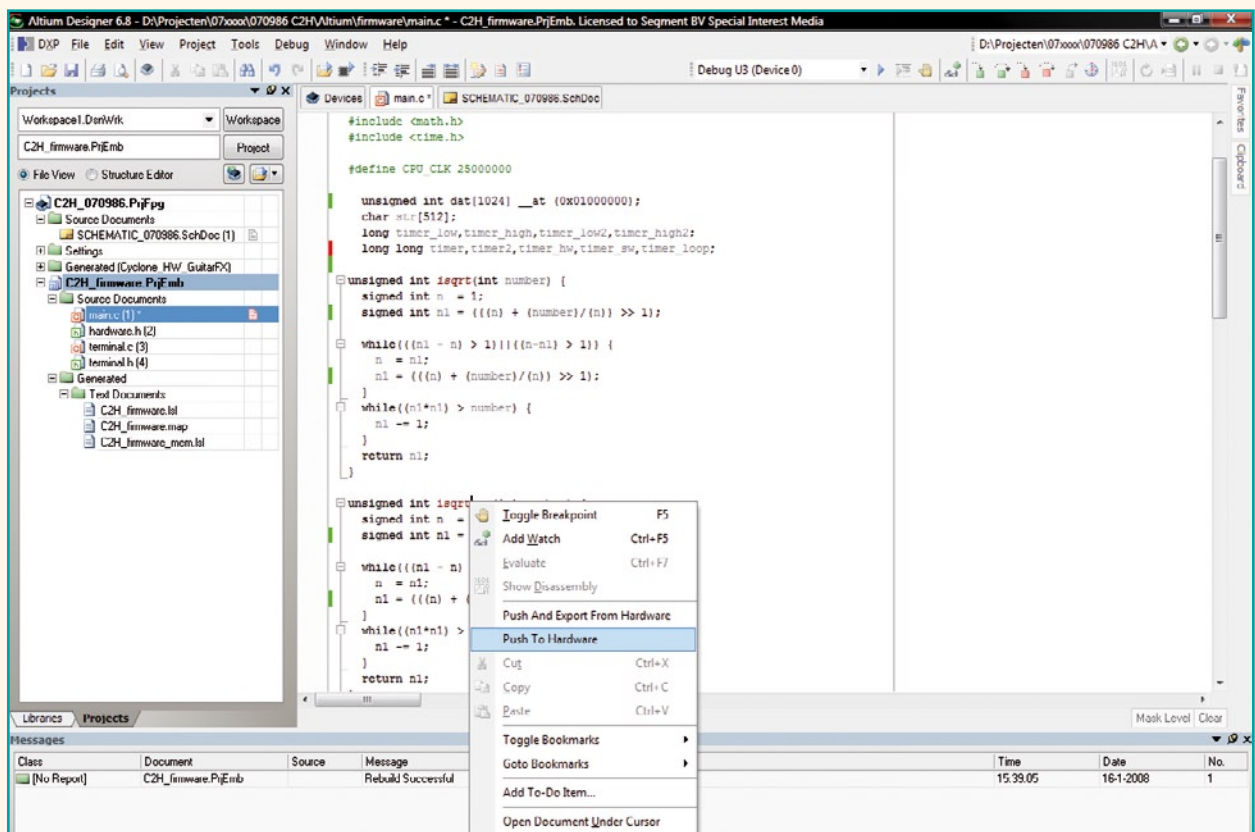 Altium Designer 6.8 - D:\Projecten\07xxxx\070986 C2H\Altium\firmware\main.c * - C2H_firmware.PrjEmb. Licensed to Segment BV Special Interest Media
DXP File Edit View Project Tools Debug Window Help
D:\Projecten\07xxxx\070986 C2H\A
Debug U3 (Device 0)
Projects
Workspace1.DsnWrk Workspace
C2H_firmware.PrjEmb Project
File View Structure Editor
C2H_070986.PrjFpg
Source Documents
SCHEMATIC_070986.SchDoc (1)
Settings
Generated (Cyclone_HW_GuitarFX)
C2H_firmware.PrjEmb
Source Documents
main.c (1) *
hardware.h (2)
terminal.c (3)
terminal.h (4)
Generated
Text Documents
C2H_firmware.lsl
C2H_firmware.map
C2H_firmware_mem.lsl
Libraries Projects
Devices main.c * SCHEMATIC_070986.SchDoc
#include <math.h>
#include <time.h>
#define CPU_CLK 25000000
unsigned int dat[1024] __at (0x01000000);
char str[512];
long timer_low,timer_high,timer_low2,timer_high2;
long long timer,timer2,timer_hw,timer_sw,timer_loop;
unsigned int isqrt(int number) {
signed int n = 1;
signed int n1 = (((n) + (number)/(n)) >> 1);
while(((n1 - n) > 1)||((n-n1) > 1)) {
n = n1;
n1 = (((n) + (number)/(n)) >> 1);
}
while((n1*n1) > number) {
n1 -= 1;
}
return n1;
}
unsigned int isqrt
signed int n =
signed int n1 =
while(((n1 - n)
n = n1;
n1 = (((n) + (
}
while((n1*n1) >
n1 -= 1;
}
return n1;
Toggle Breakpoint F5
Add Watch Ctrl+F5
Evaluate Ctrl+F7
Show Disassembly
Push And Export From Hardware
Push To Hardware
Cut Ctrl+X
Copy Ctrl+C
Paste Ctrl+V
Toggle Bookmarks
Goto Bookmarks
Add To-Do Item...
Open Document Under Cursor
Favorites
Clipboard
Mask Level Clear
Messages
Class Document Source Message Time Date No.
[No Report] C2H_firmware.PrjEmb Rebuild Successful 15:39:05 16-1-2008 1